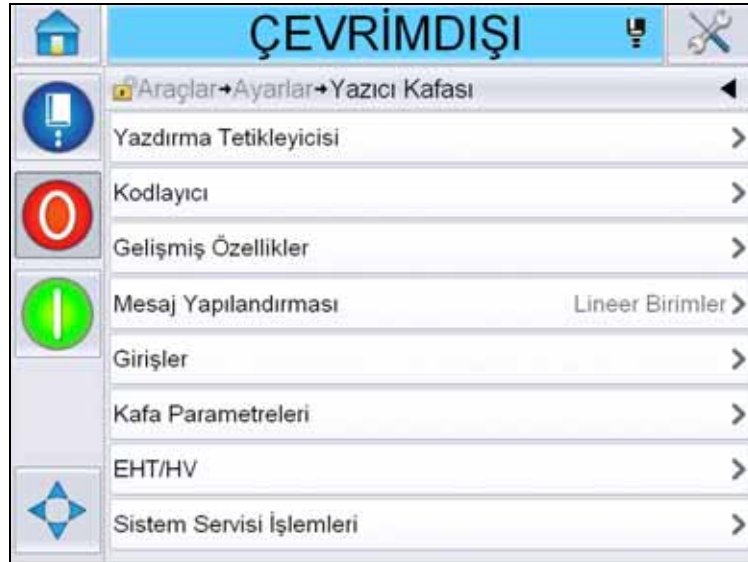 ÇEVRİMDIŞI
Araçlar→Ayarlar→Yazıcı Kafası
Yazdırma Tetikleyicisi
Kodlayıcı
Gelişmiş Özellikler
Mesaj Yapılandırması Lineer Birimler
Girişler
Kafa Parametreleri
EHT/HV
Sistem Servisi İşlemleri